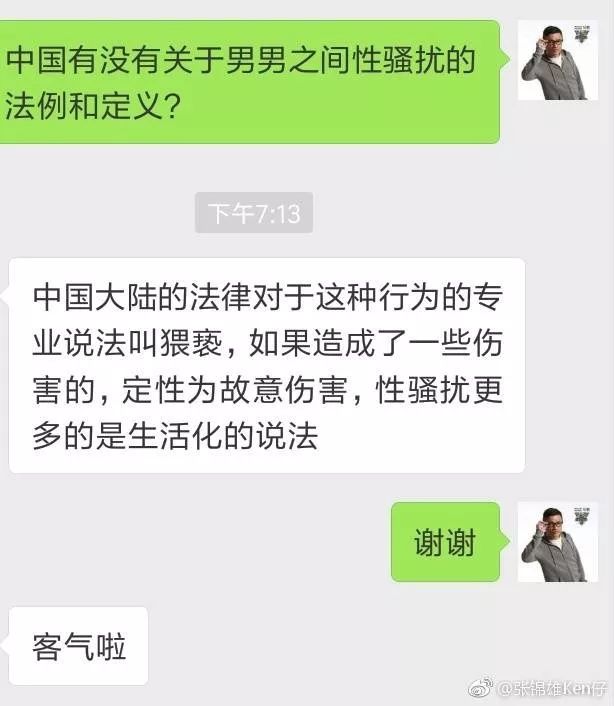 中国有没有关于男男之间性骚扰的
法例和定义?
下午7:13
中国大陆的法律对于这种行为的专
业说法叫猥亵,如果造成了一些伤
害的,定性为故意伤害,性骚扰更
多的是生活化的说法
谢谢
客气啦
@张锦雄Ken仔